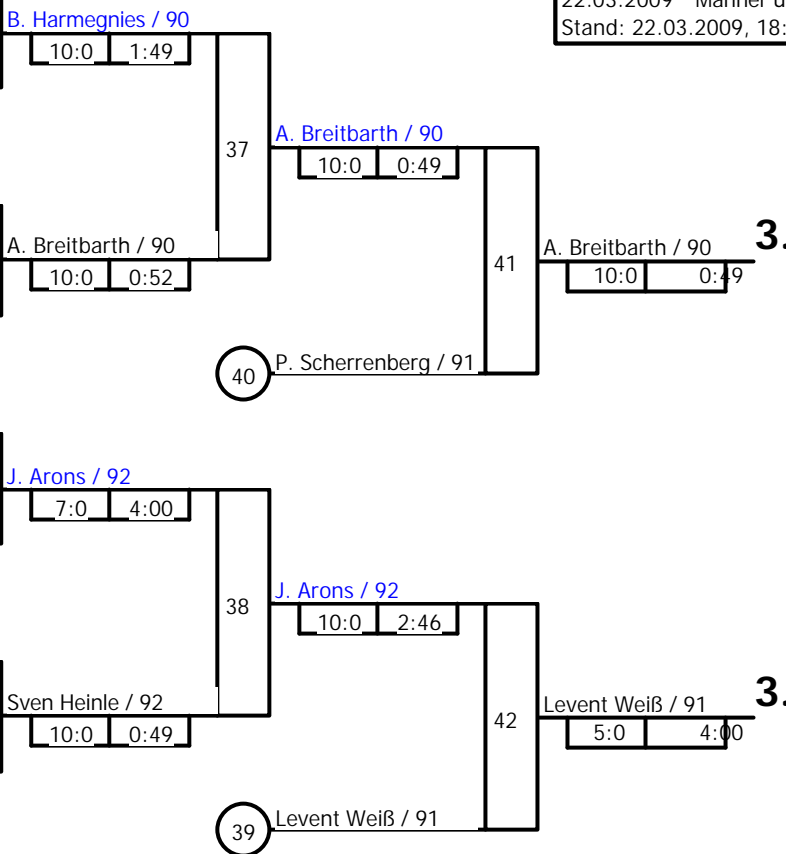 22.03.2009 Männer
Stand: 22.03.2009, 18:
B. Harmegnies / 90
10:0 1:49
37
A. Breitbarth / 90
10:0 0:49
A. Breitbarth / 90
10:0 0:52
41
A. Breitbarth / 90
3.
10:0 0:49
40
P. Scherrenberg / 91
J. Arons / 92
7:0 4:00
38
J. Arons / 92
10:0 2:46
Sven Heinle / 92
10:0 0:49
42
Levent Weiß / 91
3.
5:0 4:00
39
Levent Weiß / 91